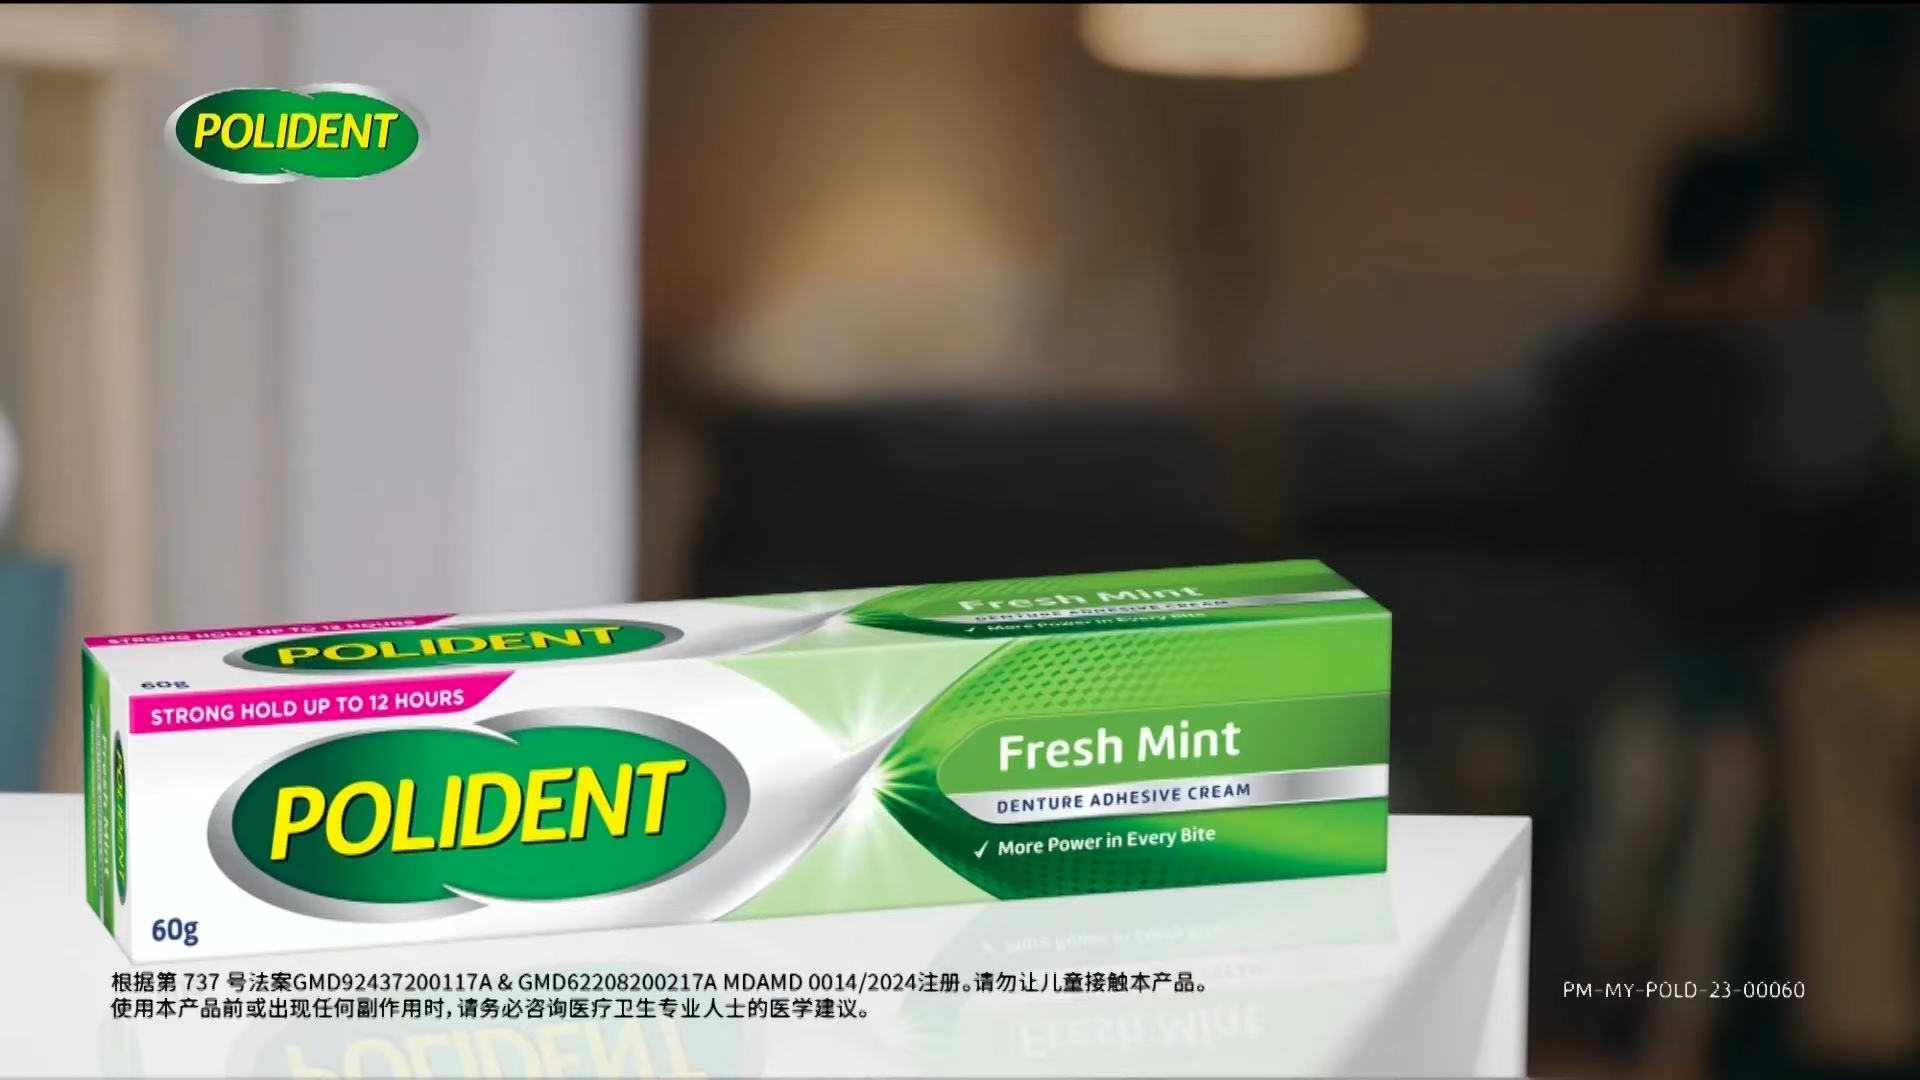 POLIDENT
STRONG HOLD UP TO 12 HOURS
POLIDENT
60g
Fresh Mint
DENTURE ADHESIVE CREAM
✓ More Power in Every Bite
STRONG HOLD UP TO 12 HOURS
POLIDENT
60g
Fresh Mint
DENTURE ADHESIVE CREAM
✓ More Power in Every Bite
Fresh Mint
POLIDENT
根据第 737 号法案GMD92437200117A & GMD62208200217A MDAMD 0014/2024注册。请勿让儿童接触本产品。
使用本产品前或出现任何副作用时,请务必咨询医疗卫生专业人士的医学建议。
PM-MY-POLD-23-00060